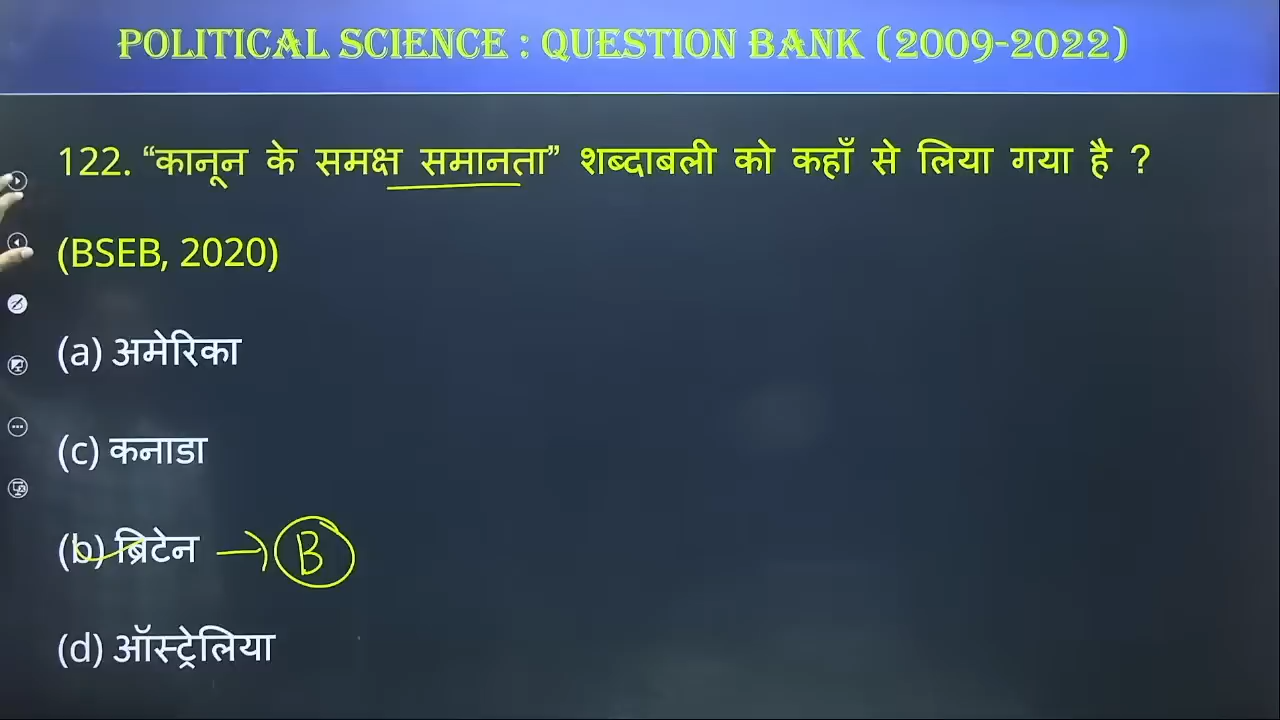 POLITICAL SCIENCE : QUESTION BANK (2009-2022)
122. “कानून के समक्ष समानता” शब्दाबली को कहाँ से लिया गया है ?
(BSEB, 2020)
(a) अमेरिका
(c) कनाडा
(b) ब्रिटेन → B
(d) ऑस्ट्रेलिया